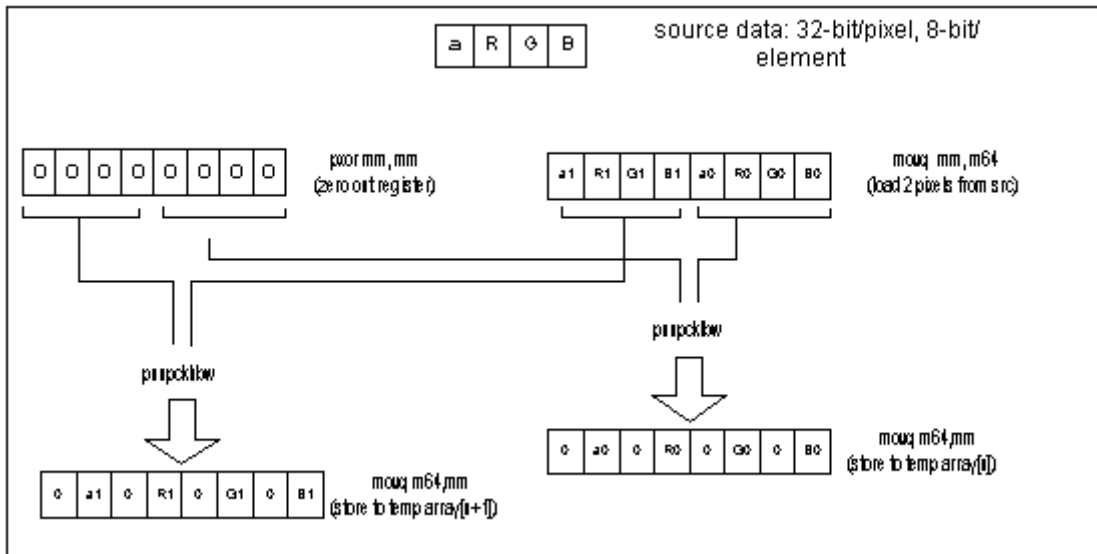 a R G B
source data: 32-bit/pixel, 8-bit/
element
0 0 0 0 0 0 0 0
pxor mm, mm
(zero out register)
a1 R1 G1 B1 a0 R0 G0 B0
movq mm, m64
(load 2 pixels from src)
punpcklbw
punpckhbw
0 a0 0 R0 0 G0 0 B0
movq m64,mm
(store to temp array[i])
0 a1 0 R1 0 G1 0 B1
movq m64,mm
(store to temp array[i+1])